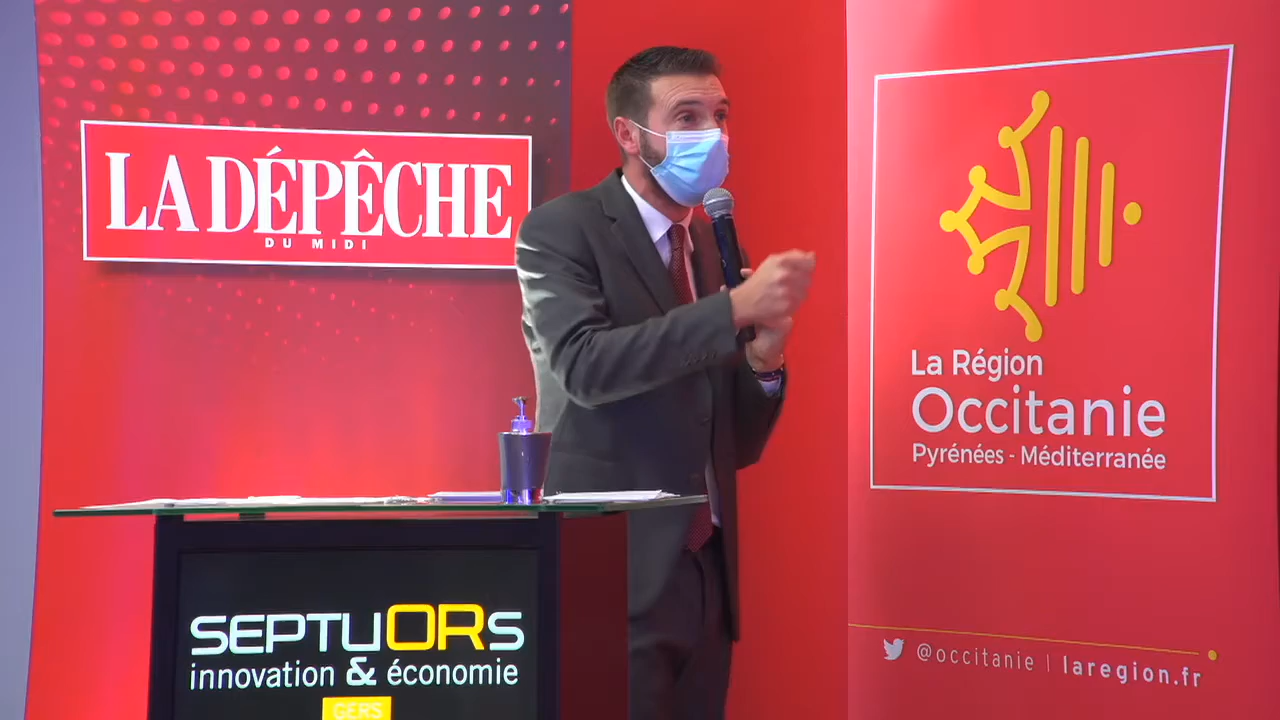 LA DÉPÊCHE
DU MIDI
La Région
Occitanie
Pyrénées - Méditerranée
@occitanie | laregion.fr
SEPTUORS
innovation & économie
GERS